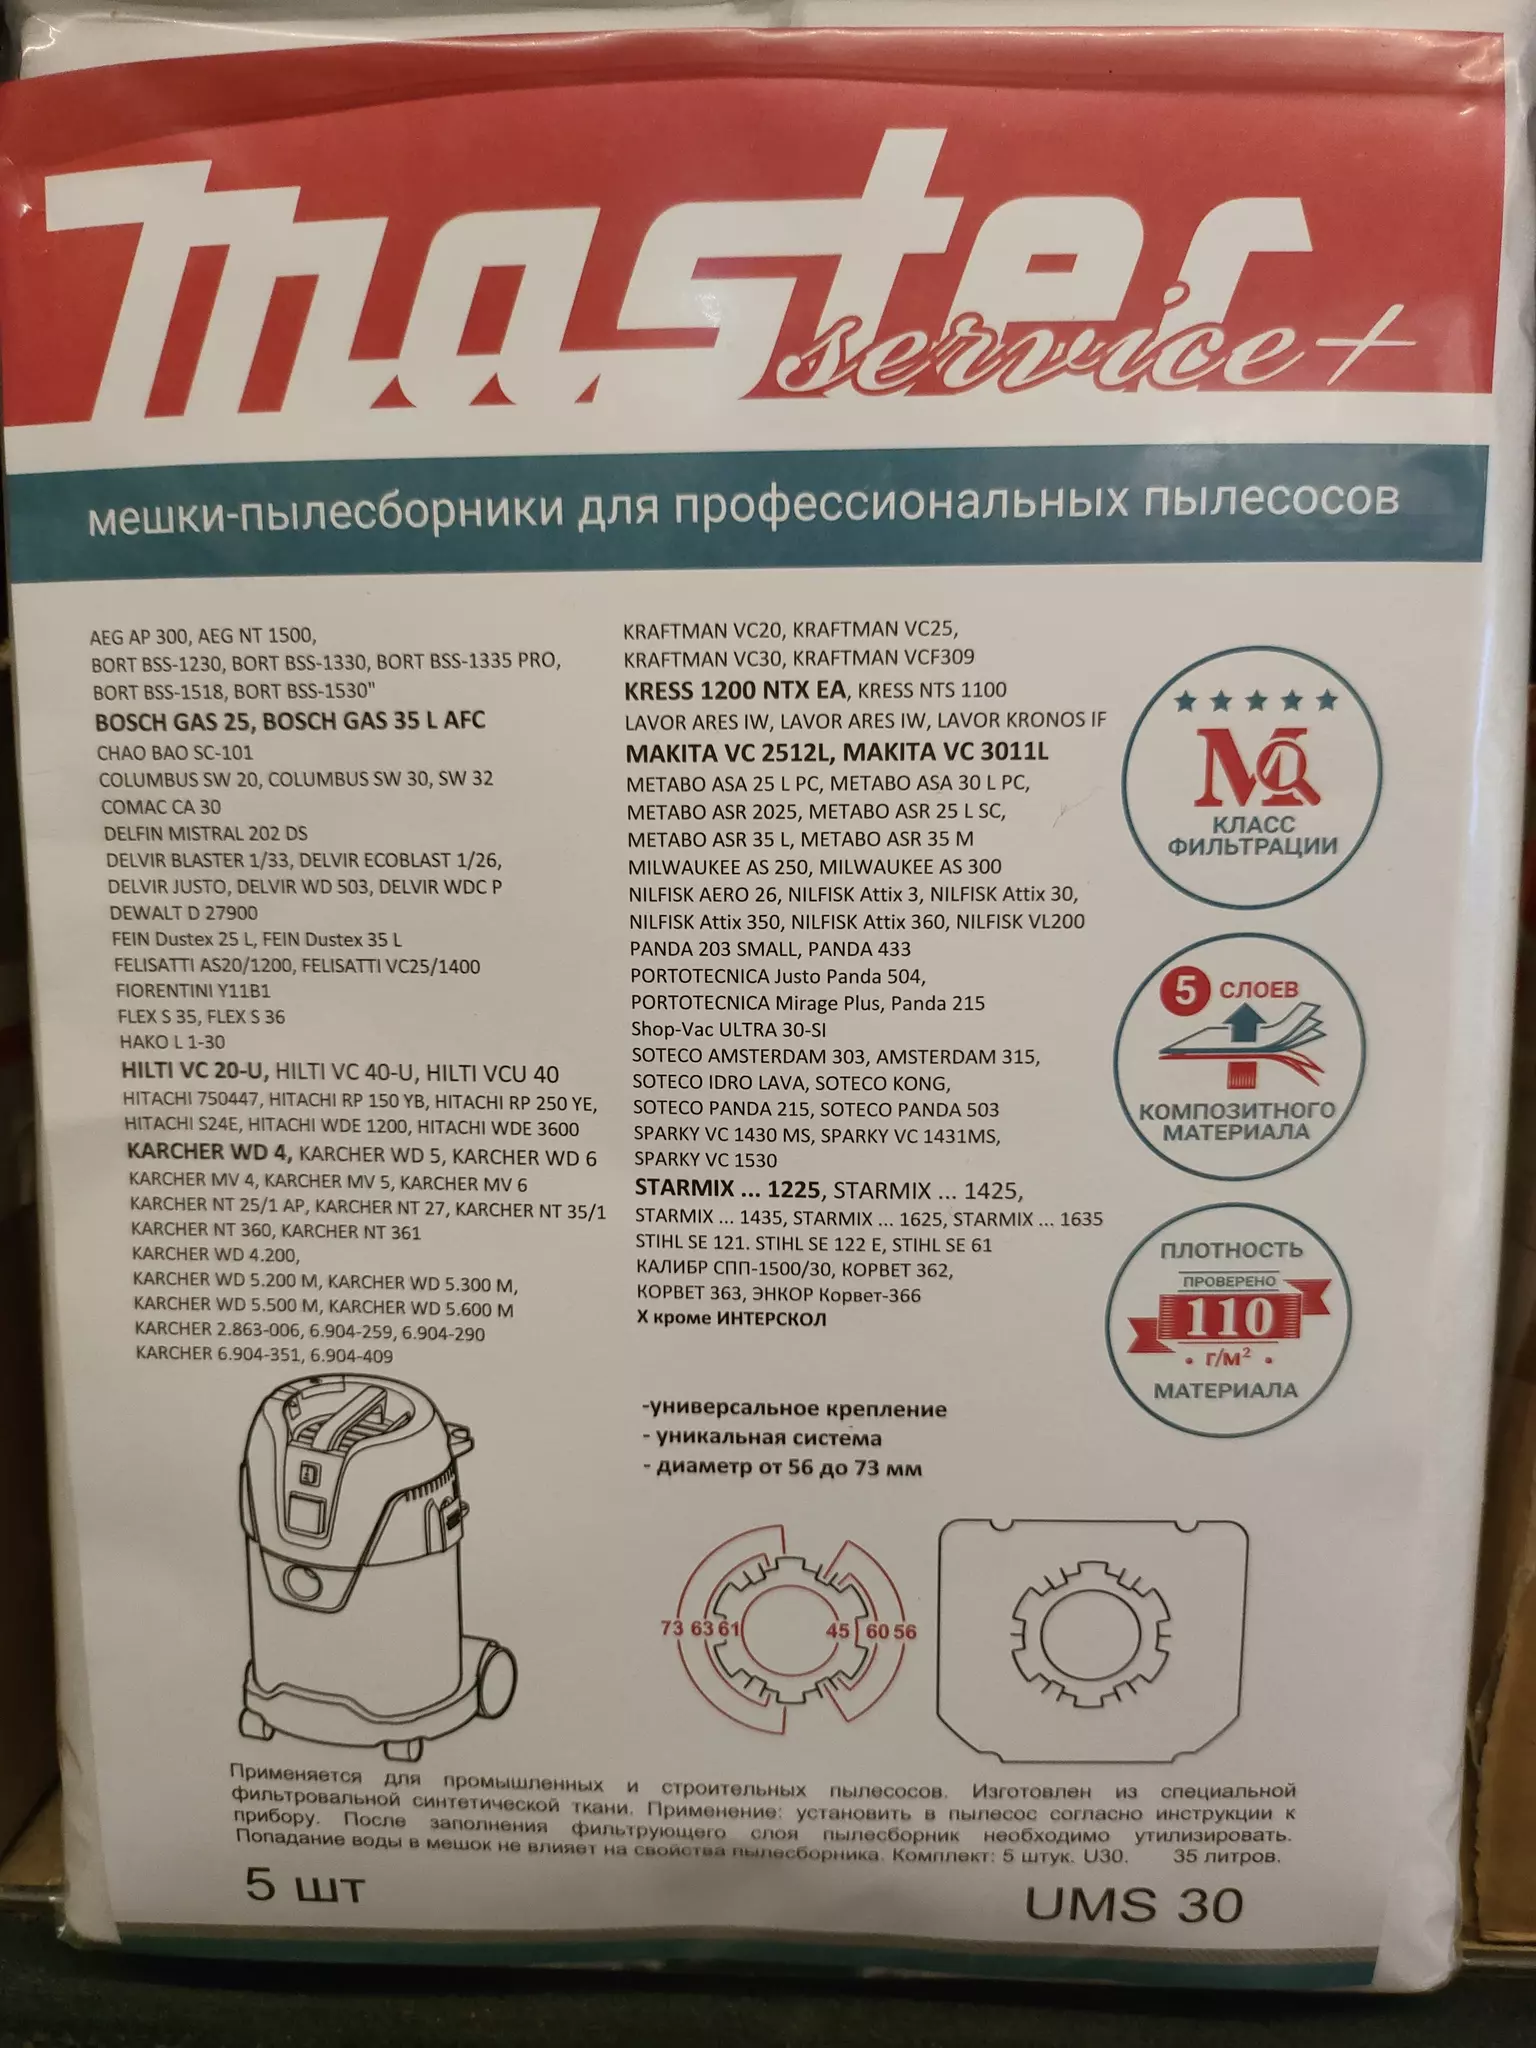 Master
service+
мешки-пылесборники для профессиональных пылесосов
AEG AP 300, AEG NT 1500,
BORT BSS-1230, BORT BSS-1330, BORT BSS-1335 PRO,
BORT BSS-1518, BORT BSS-1530"
BOSCH GAS 25, BOSCH GAS 35 L AFC
CHAO BAO SC-101
COLUMBUS SW 20, COLUMBUS SW 30, SW 32
COMAC CA 30
DELFIN MISTRAL 202 DS
DELVIR BLASTER 1/33, DELVIR ECOBLAST 1/26,
DELVIR JUSTO, DELVIR WD 503, DELVIR WDC P
DEWALT D 27900
FEIN Dustex 25 L, FEIN Dustex 35 L
FELISATTI AS20/1200, FELISATTI VC25/1400
FIORENTINI Y11B1
FLEX S 35, FLEX S 36
HAKO L 1-30
HILTI VC 20-U, HILTI VC 40-U, HILTI VCU 40
HITACHI 750447, HITACHI RP 150 YB, HITACHI RP 250 YE,
HITACHI S24E, HITACHI WDE 1200, HITACHI WDE 3600
KARCHER WD 4, KARCHER WD 5, KARCHER WD 6
KARCHER MV 4, KARCHER MV 5, KARCHER MV 6
KARCHER NT 25/1 AP, KARCHER NT 27, KARCHER NT 35/1
KARCHER NT 360, KARCHER NT 361
KARCHER WD 4.200,
KARCHER WD 5.200 M, KARCHER WD 5.300 M,
KARCHER WD 5.500 M, KARCHER WD 5.600 M
KARCHER 2.863-006, 6.904-259, 6.904-290
KARCHER 6.904-351, 6.904-409
KRAFTMAN VC20, KRAFTMAN VC25,
KRAFTMAN VC30, KRAFTMAN VCF309
KRESS 1200 NTX EA, KRESS NTS 1100
LAVOR ARES IW, LAVOR ARES IW, LAVOR KRONOS IF
MAKITA VC 2512L, MAKITA VC 3011L
METABO ASA 25 L PC, METABO ASA 30 L PC,
METABO ASR 2025, METABO ASR 25 L SC,
METABO ASR 35 L, METABO ASR 35 M
MILWAUKEE AS 250, MILWAUKEE AS 300
NILFISK AERO 26, NILFISK Attix 3, NILFISK Attix 30,
NILFISK Attix 350, NILFISK Attix 360, NILFISK VL200
PANDA 203 SMALL, PANDA 433
PORTOTECNICA Justo Panda 504,
PORTOTECNICA Mirage Plus, Panda 215
Shop-Vac ULTRA 30-SI
SOTECO AMSTERDAM 303, AMSTERDAM 315,
SOTECO IDRO LAVA, SOTECO KONG,
SOTECO PANDA 215, SOTECO PANDA 503
SPARKY VC 1430 MS, SPARKY VC 1431MS,
SPARKY VC 1530
STARMIX ... 1225, STARMIX ... 1425,
STARMIX ... 1435, STARMIX ... 1625, STARMIX ... 1635
STIHL SE 121. STIHL SE 122 E, STIHL SE 61
КАЛИБР СПП-1500/30, КОРВЕТ 362,
КОРВЕТ 363, ЭНКОР Корвет-366
Х кроме ИНТЕРСКОЛ
М
КЛАСС
ФИЛЬТРАЦИИ
5 СЛОЕВ
КОМПОЗИТНОГО
МАТЕРИАЛА
ПЛОТНОСТЬ
ПРОВЕРЕНО
110
г/м²
МАТЕРИАЛА
-универсальное крепление
- уникальная система
- диаметр от 56 до 73 мм
73 63 61 45 60 56
Применяется для промышленных и строительных пылесосов. Изготовлен из специальной
фильтровальной синтетической ткани. Применение: установить в пылесос согласно инструкции к
прибору. После заполнения фильтрующего слоя пылесборник необходимо утилизировать.
Попадание воды в мешок не влияет на свойства пылесборника. Комплект: 5 штук. U30. 35 литров.
5 шт
UMS 30